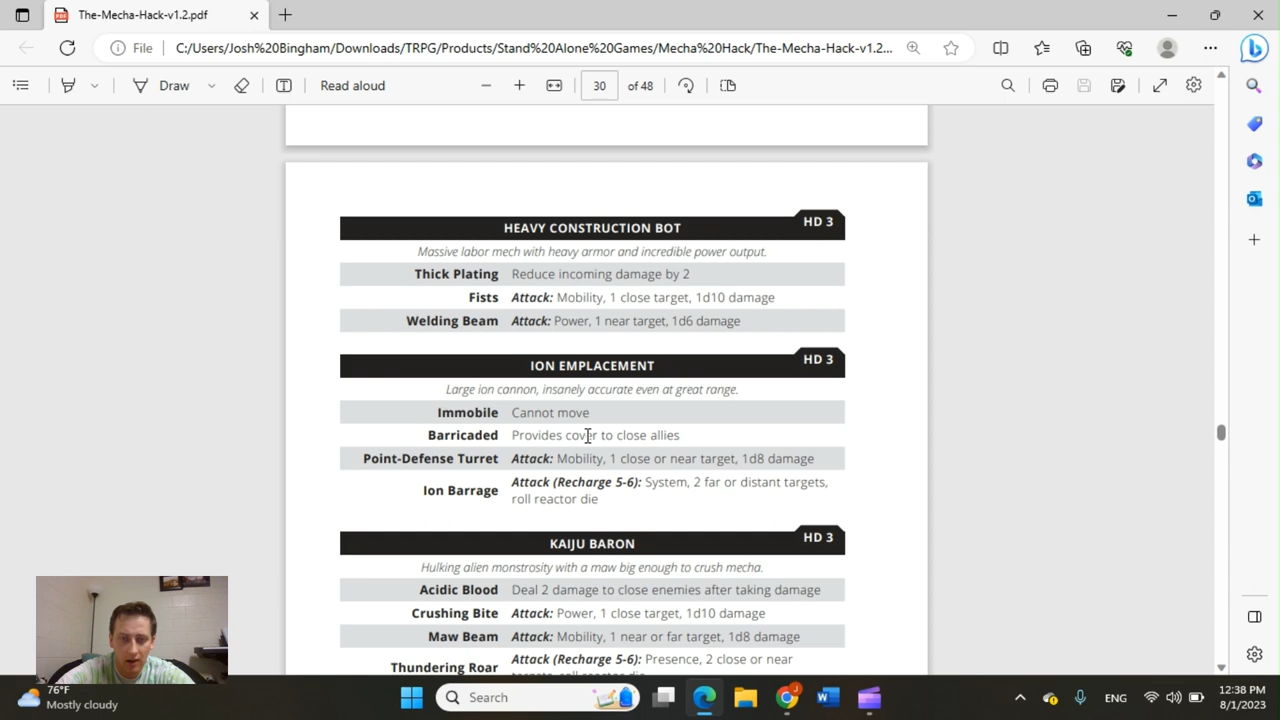 The-Mecha-Hack-v1.2.pdf
File
C:/Users/Josh%20Bingham/Downloads/TRPG/Products/Stand%20Alone%20Games/Mecha%20Hack/The-Mecha-Hack-v1.2...
Draw
Read aloud
30 of 48
HEAVY CONSTRUCTION BOT HD 3
Massive labor mech with heavy armor and incredible power output.
Thick Plating Reduce incoming damage by 2
Fists Attack: Mobility, 1 close target, 1d10 damage
Welding Beam Attack: Power, 1 near target, 1d6 damage
ION EMPLACEMENT HD 3
Large ion cannon, insanely accurate even at great range.
Immobile Cannot move
Barricaded Provides cover to close allies
Point-Defense Turret Attack: Mobility, 1 close or near target, 1d8 damage
Ion Barrage Attack (Recharge 5-6): System, 2 far or distant targets,
roll reactor die
KAIJU BARON HD 3
Hulking alien monstrosity with a maw big enough to crush mecha.
Acidic Blood Deal 2 damage to close enemies after taking damage
Crushing Bite Attack: Power, 1 close target, 1d10 damage
Maw Beam Attack: Mobility, 1 near or far target, 1d8 damage
Thundering Roar Attack (Recharge 5-6): Presence, 2 close or near
76°F
Mostly cloudy
Search
ENG
12:38 PM
8/1/2023